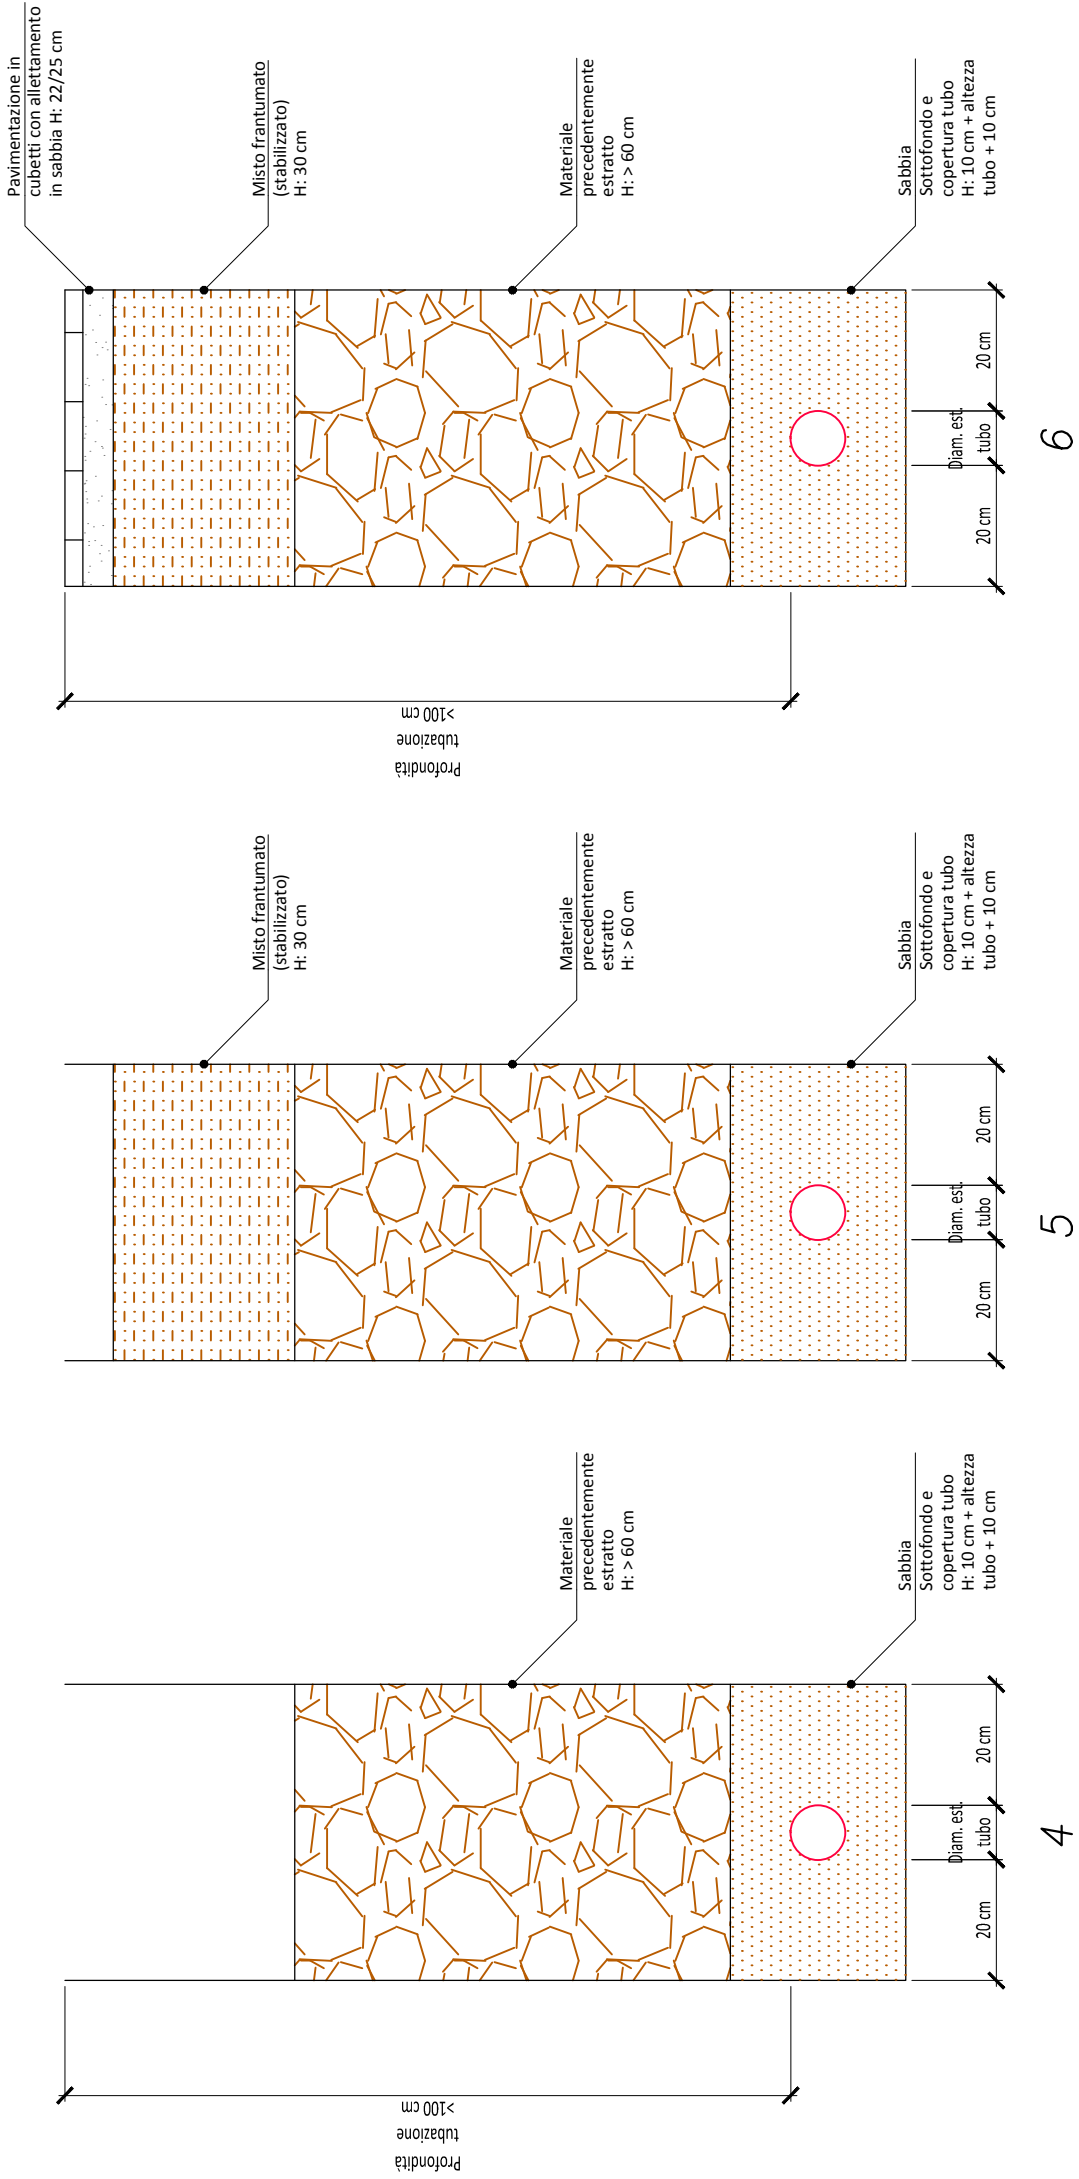 Profondità
tubazione
>100 cm
Materiale
precedentemente
estratto
H: > 60 cm
Sabbia
Sottofondo e
copertura tubo
H: 10 cm + altezza
tubo + 10 cm
20 cm
Diam. est.
tubo
20 cm
4
Misto frantumato
(stabilizzato)
H: 30 cm
Materiale
precedentemente
estratto
H: > 60 cm
Sabbia
Sottofondo e
copertura tubo
H: 10 cm + altezza
tubo + 10 cm
20 cm
Diam. est.
tubo
20 cm
5
Profondità
tubazione
>100 cm
Pavimentazione in
cubetti con allettamento
in sabbia H: 22/25 cm
Misto frantumato
(stabilizzato)
H: 30 cm
Materiale
precedentemente
estratto
H: > 60 cm
Sabbia
Sottofondo e
copertura tubo
H: 10 cm + altezza
tubo + 10 cm
20 cm
Diam. est.
tubo
20 cm
6